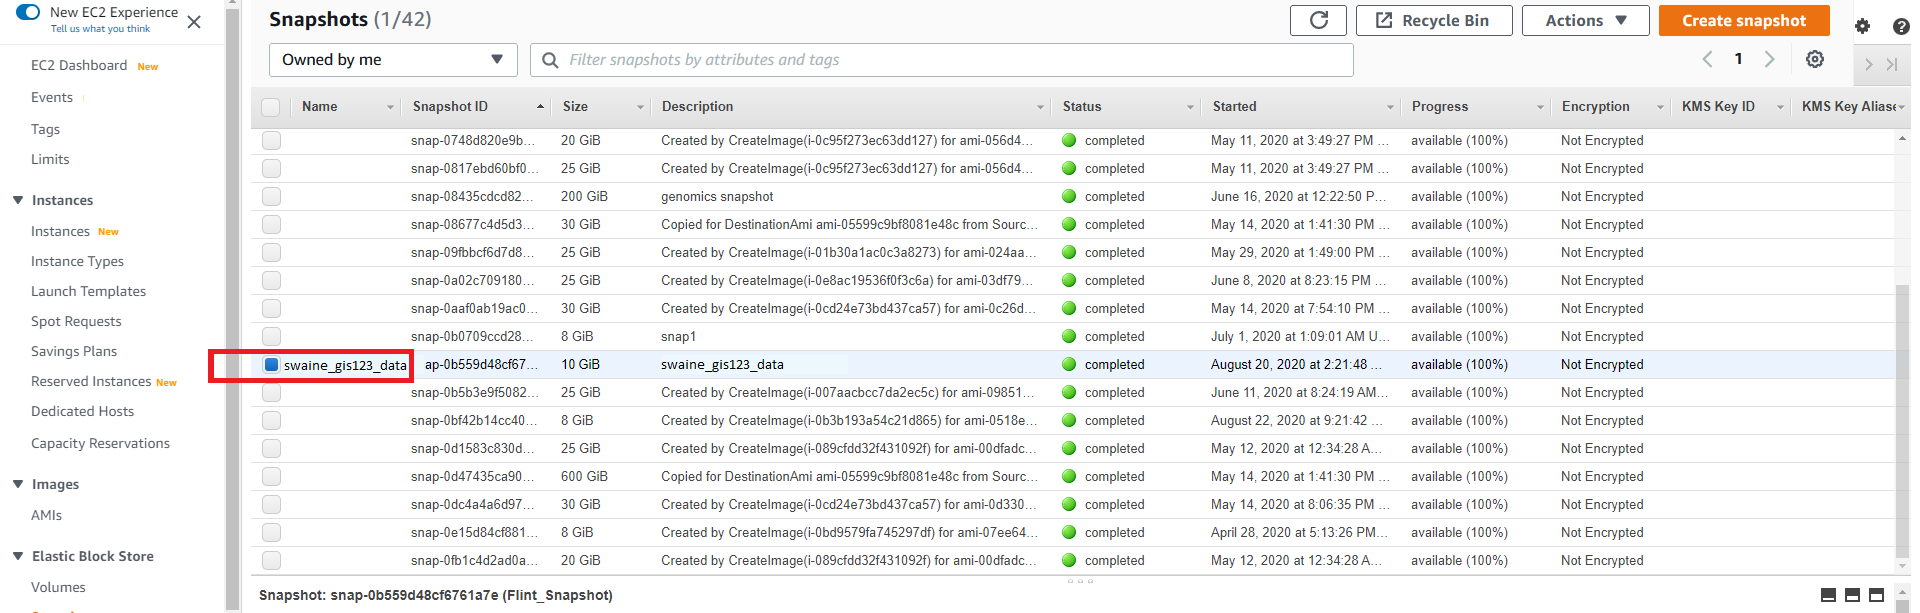 New EC2 Experience
Tell us what you think
EC2 Dashboard New
Events
Tags
Limits
Instances
Instances New
Instance Types
Launch Templates
Spot Requests
Savings Plans
Reserved Instances New
Dedicated Hosts
Capacity Reservations
Images
AMIs
Elastic Block Store
Volumes
Snapshots (1/42)
Recycle Bin
Actions
Create snapshot
Owned by me
Filter snapshots by attributes and tags
1
Name Snapshot ID Size Description Status Started Progress Encryption KMS Key ID KMS Key Aliase
snap-0748d820e9b... 20 GiB Created by CreateImage(i-0c95f273ec63dd127) for ami-056d4... completed May 11, 2020 at 3:49:27 PM ... available (100%) Not Encrypted
snap-0817ebd60bf0... 25 GiB Created by CreateImage(i-0c95f273ec63dd127) for ami-056d4... completed May 11, 2020 at 3:49:27 PM ... available (100%) Not Encrypted
snap-08435cdcd82... 200 GiB genomics snapshot completed June 16, 2020 at 12:22:50 P... available (100%) Not Encrypted
snap-08677c4d5d3... 30 GiB Copied for DestinationAmi ami-05599c9bf8081e48c from Sourc... completed May 14, 2020 at 1:41:30 PM ... available (100%) Not Encrypted
snap-09fbbcf6d7d8... 25 GiB Created by CreateImage(i-01b30a1ac0c3a8273) for ami-024aa... completed May 29, 2020 at 1:49:00 PM ... available (100%) Not Encrypted
snap-0a02c709180... 25 GiB Created by CreateImage(i-0e8ac19536f0f3c6a) for ami-03df79... completed June 8, 2020 at 8:23:15 PM ... available (100%) Not Encrypted
snap-0aaf0ab19ac0... 30 GiB Created by CreateImage(i-0cd24e73bd437ca57) for ami-0c26d... completed May 14, 2020 at 7:54:10 PM ... available (100%) Not Encrypted
snap-0b0709ccd28... 8 GiB snap1 completed July 1, 2020 at 1:09:01 AM U... available (100%) Not Encrypted
swaine_gis123_data ap-0b559d48cf67... 10 GiB swaine_gis123_data completed August 20, 2020 at 2:21:48 ... available (100%) Not Encrypted
snap-0b5b3e9f5082... 25 GiB Created by CreateImage(i-007aacbcc7da2ec5c) for ami-09851... completed June 11, 2020 at 8:24:19 AM... available (100%) Not Encrypted
snap-0bf42b14cc40... 8 GiB Created by CreateImage(i-0b3b193a54c21d865) for ami-0518e... completed August 22, 2020 at 9:21:42 ... available (100%) Not Encrypted
snap-0d1583c830d... 25 GiB Created by CreateImage(i-089cfdd32f431092f) for ami-00dfadc... completed May 12, 2020 at 12:34:28 A... available (100%) Not Encrypted
snap-0d47435ca90... 600 GiB Copied for DestinationAmi ami-05599c9bf8081e48c from Sourc... completed May 14, 2020 at 1:41:30 PM ... available (100%) Not Encrypted
snap-0dc4a4a6d97... 30 GiB Created by CreateImage(i-0cd24e73bd437ca57) for ami-0d330... completed May 14, 2020 at 8:06:35 PM ... available (100%) Not Encrypted
snap-0e15d84cf881... 8 GiB Created by CreateImage(i-0bd9579fa745297df) for ami-07ee64... completed April 28, 2020 at 5:13:26 PM... available (100%) Not Encrypted
snap-0fb1c4d2ad0a... 20 GiB Created by CreateImage(i-089cfdd32f431092f) for ami-00dfadc... completed May 12, 2020 at 12:34:28 A... available (100%) Not Encrypted
Snapshot: snap-0b559d48cf6761a7e (Flint_Snapshot)